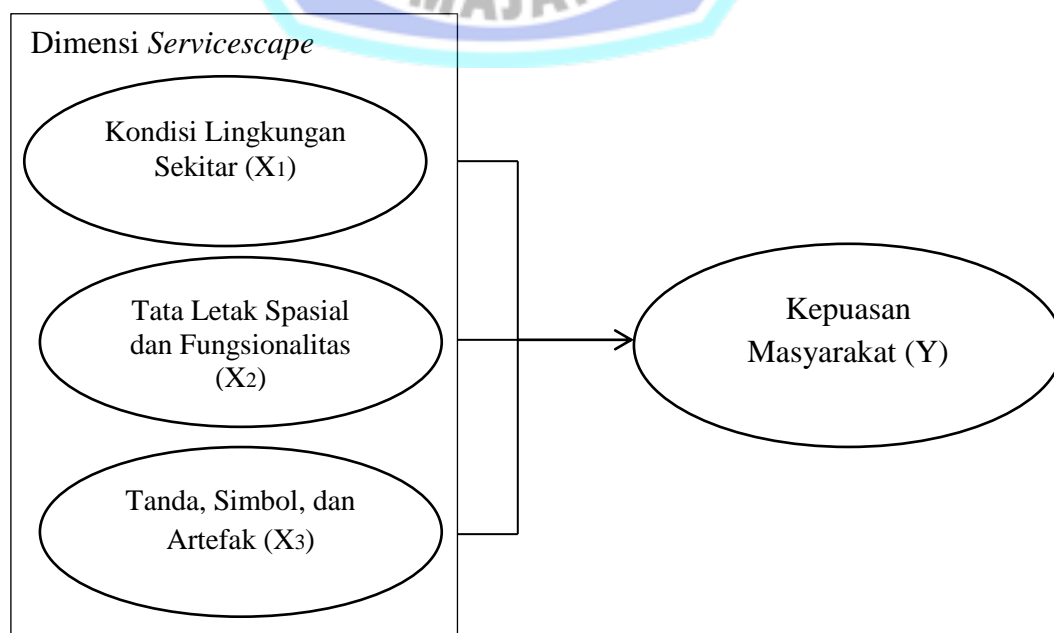 MAJA
Dimensi Servicescape
Kondisi Lingkungan
Sekitar (X1)
Tata Letak Spasial
dan Fungsionalitas
(X2)
Tanda, Simbol, dan
Artefak (X3)
Kepuasan
Masyarakat (Y)